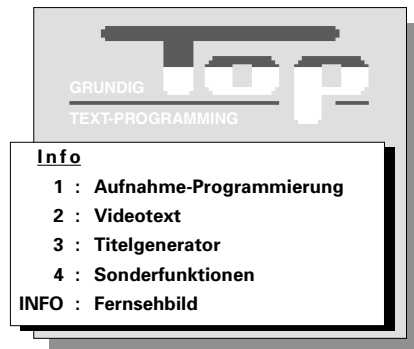 Top
GRUNDIG
TEXT-PROGRAMMING
Info
1 : Aufnahme-Programmierung
2 : Videotext
3 : Titelgenerator
4 : Sonderfunktionen
INFO : Fernsehbild